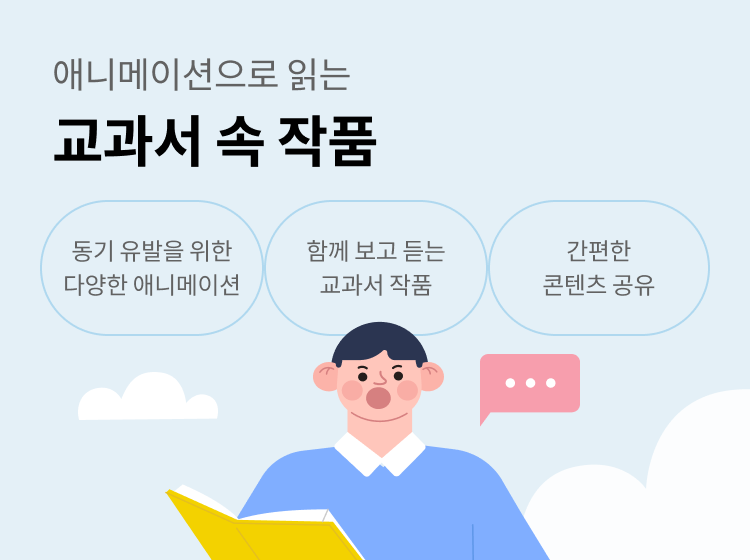 애니메이션으로 읽는
교과서 속 작품
동기 유발을 위한
다양한 애니메이션
함께 보고 듣는
교과서 작품
간편한
콘텐츠 공유